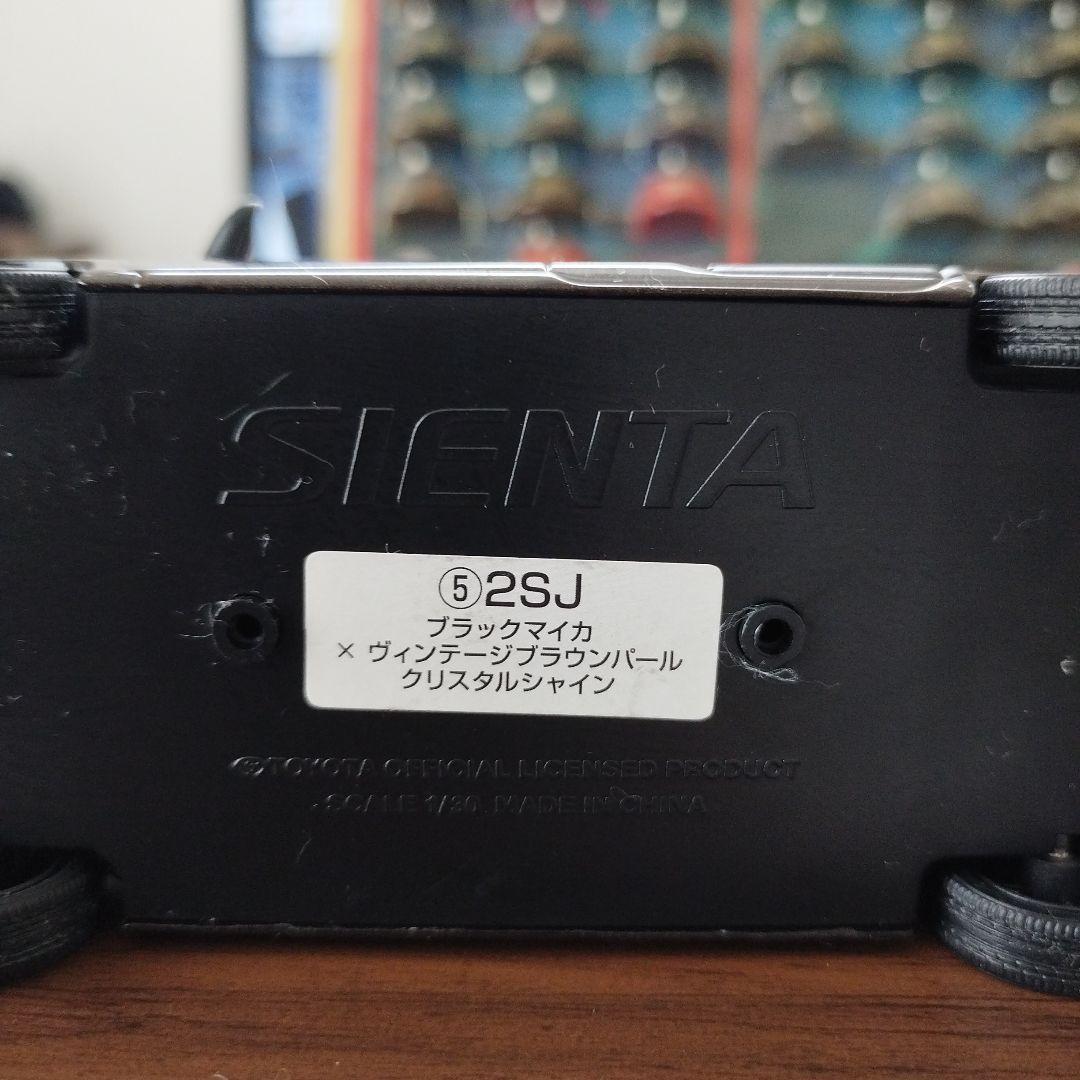 SIENTA
⑤2SJ
ブラックマイカ
× ヴィンテージブラウンパール
クリスタルシャイン
TOYOTA OFFICIAL LICENSED PRODUCT
SCALE 1/30 MADE IN CHINA